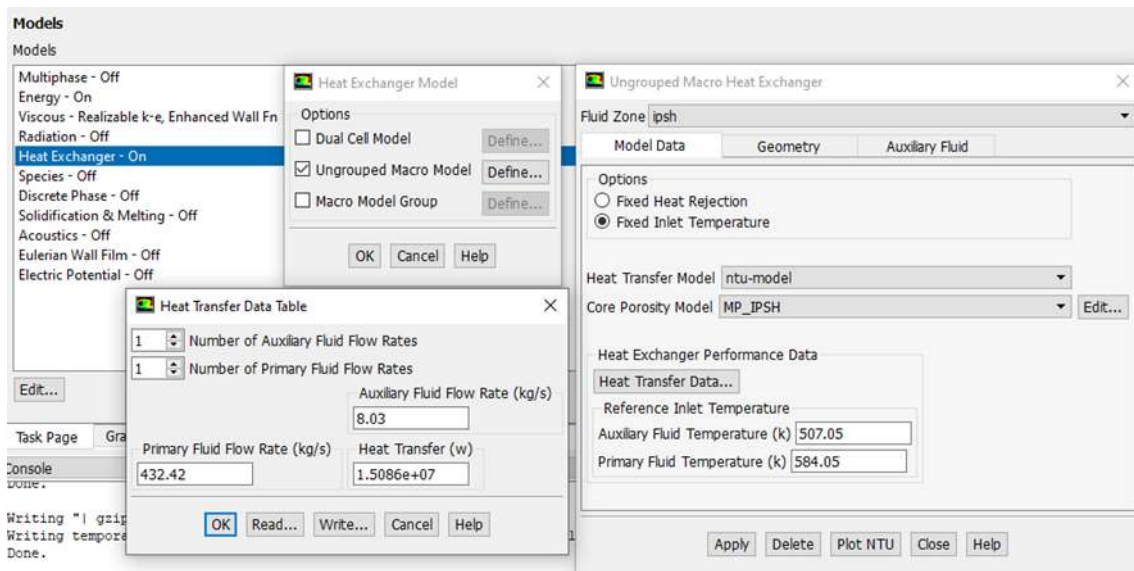 Models
Models
Multiphase - Off
Energy - On
Viscous - Realizable k-e, Enhanced Wall Fn
Radiation - Off
Heat Exchanger - On
Species - Off
Discrete Phase - Off
Solidification & Melting - Off
Acoustics - Off
Eulerian Wall Film - Off
Electric Potential - Off
Edit...
Task Page Gra
Console
Done.
Writing "| gzip
Writing tempora
Done.
Heat Exchanger Model
Options
Dual Cell Model Define...
Ungrouped Macro Model Define...
Macro Model Group Define...
OK Cancel Help
Heat Transfer Data Table
1 Number of Auxiliary Fluid Flow Rates
1 Number of Primary Fluid Flow Rates
Auxiliary Fluid Flow Rate (kg/s)
8.03
Primary Fluid Flow Rate (kg/s) Heat Transfer (w)
432.42 1.5086e+07
OK Read... Write... Cancel Help
Ungrouped Macro Heat Exchanger
Fluid Zone ipsh
Model Data Geometry Auxiliary Fluid
Options
Fixed Heat Rejection
Fixed Inlet Temperature
Heat Transfer Model ntu-model
Core Porosity Model MP_IPSH Edit...
Heat Exchanger Performance Data
Heat Transfer Data...
Reference Inlet Temperature
Auxiliary Fluid Temperature (k) 507.05
Primary Fluid Temperature (k) 584.05
Apply Delete Plot NTU Close Help